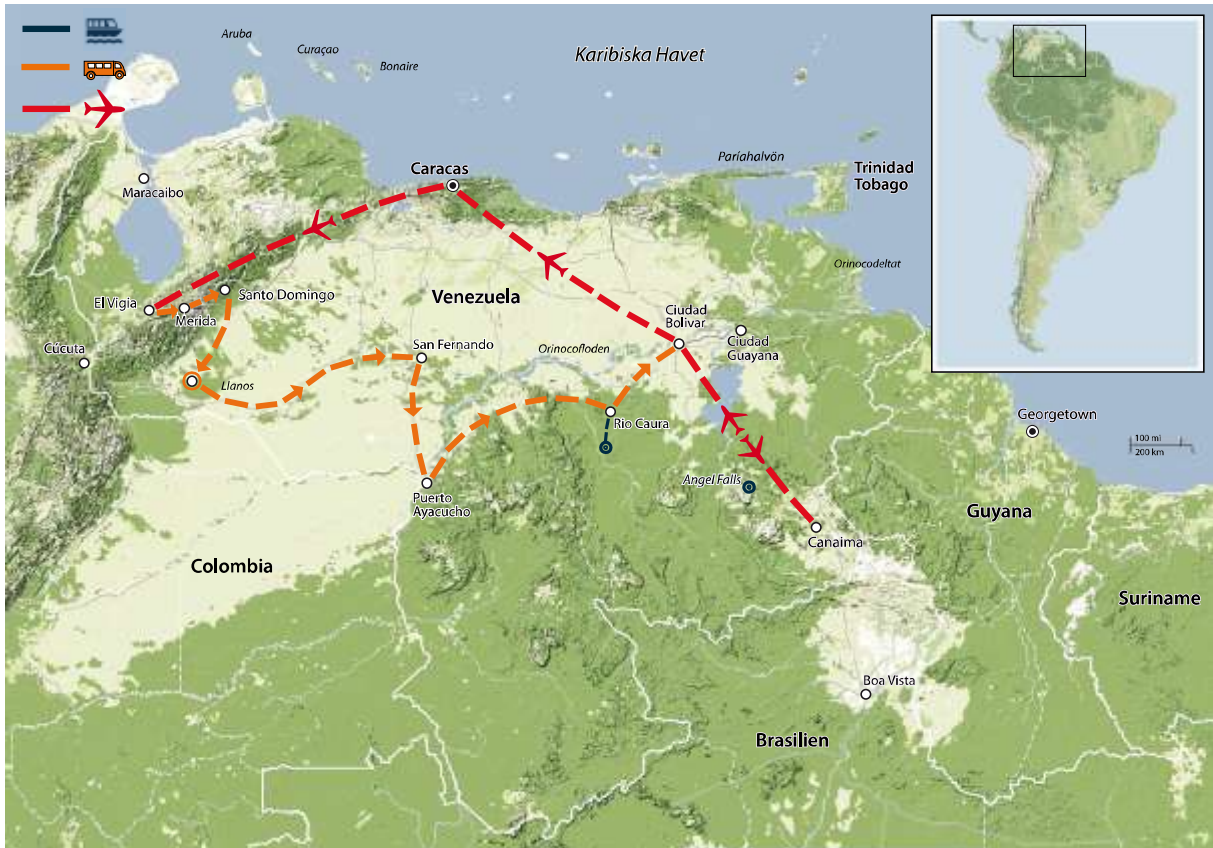 Aruba
Curaçao
Bonaire
Karibiska Havet
Maracaibo
Caracas
Paríahalvön
Trinidad
Tobago
Orinocodeltat
El Vigia
Merida
Santo Domingo
Venezuela
Ciudad
Bolivar
Ciudad
Guayana
Cúcuta
Llanos
San Fernando
Orinocofloden
Rio Caura
Georgetown
100 mi
200 km
Angel Falls
Puerto
Ayacucho
Canaima
Guyana
Colombia
Suriname
Boa Vista
Brasilien